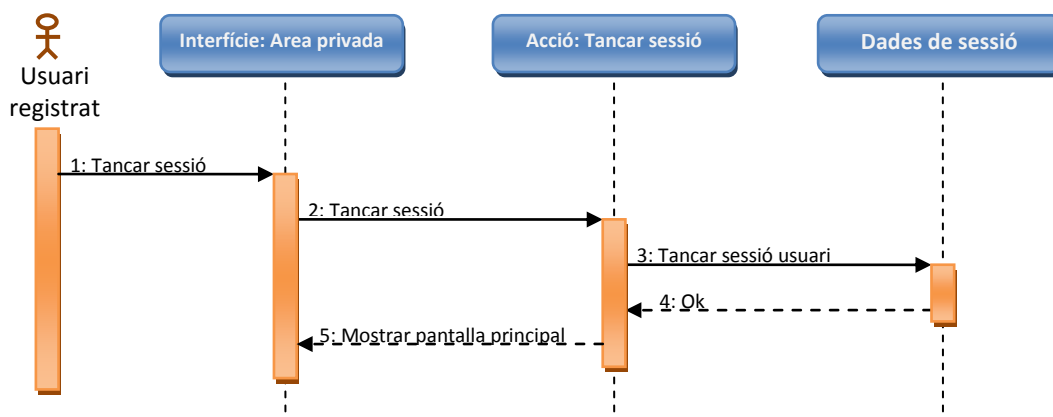 Interfície: Area privada
Acció: Tancar sessió
Dades de sessió
Usuari
registrat
1: Tancar sessió
2: Tancar sessió
3: Tancar sessió usuari
4: Ok
5: Mostrar pantalla principal